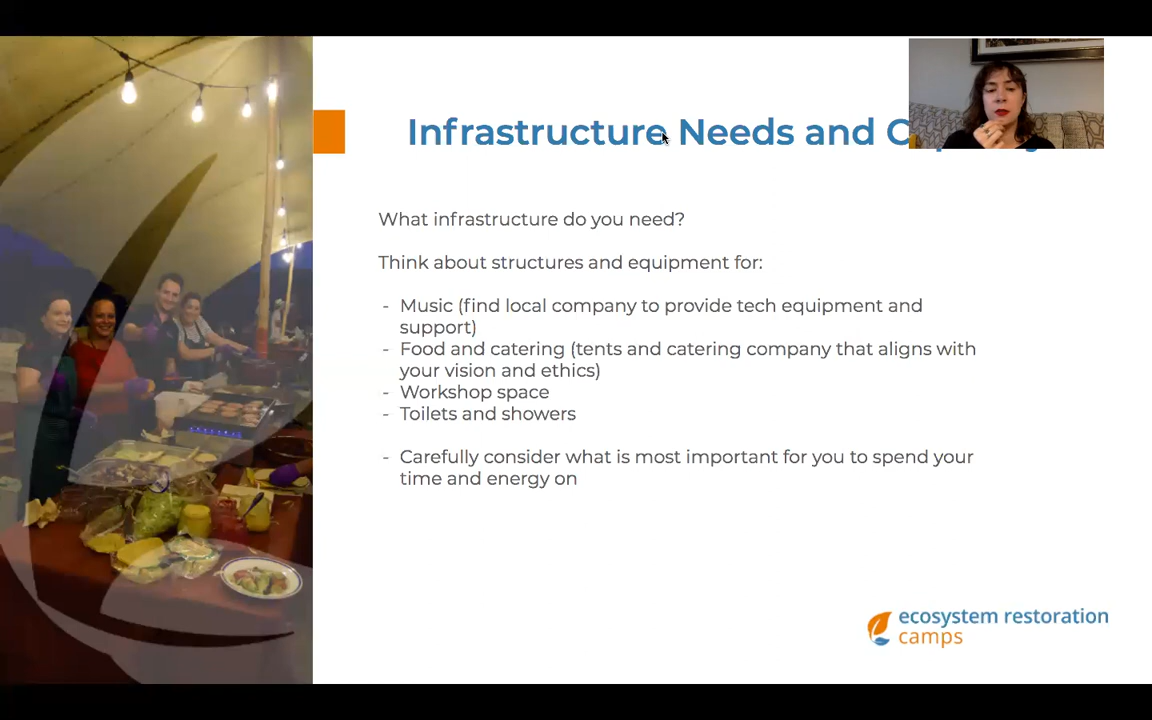 Infrastructure Needs and
What infrastructure do you need?
Think about structures and equipment for:
- Music (find local company to provide tech equipment and
support)
- Food and catering (tents and catering company that aligns with
your vision and ethics)
- Workshop space
- Toilets and showers
- Carefully consider what is most important for you to spend your
time and energy on
ecosystem restoration
camps